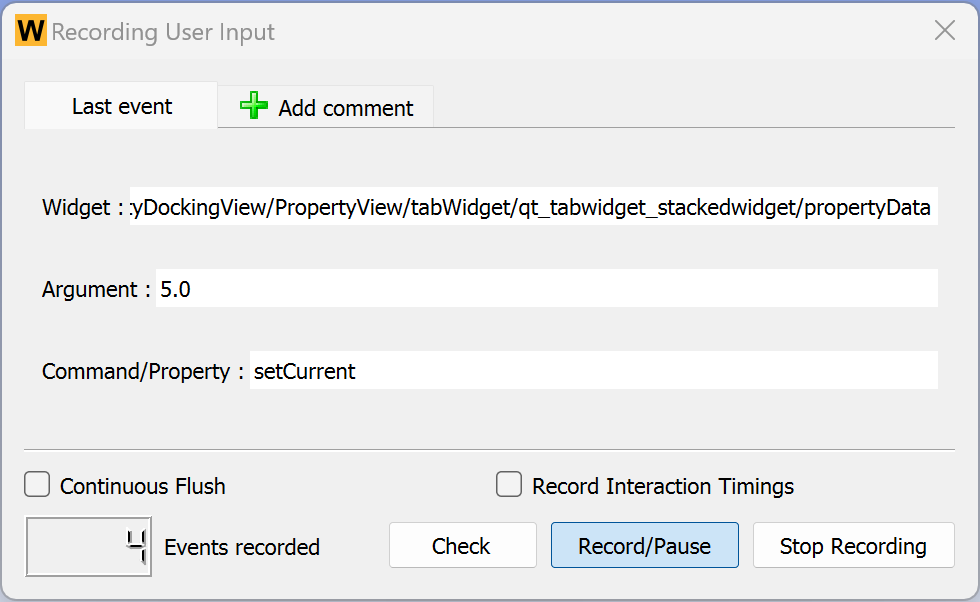 W Recording User Input
Last event
Add comment
Widget : :yDockingView/PropertyView/tabWidget/qt_tabwidget_stackedwidget/propertyData
Argument : 5.0
Command/Property : setCurrent
Continuous Flush
Record Interaction Timings
4 Events recorded
Check
Record/Pause
Stop Recording